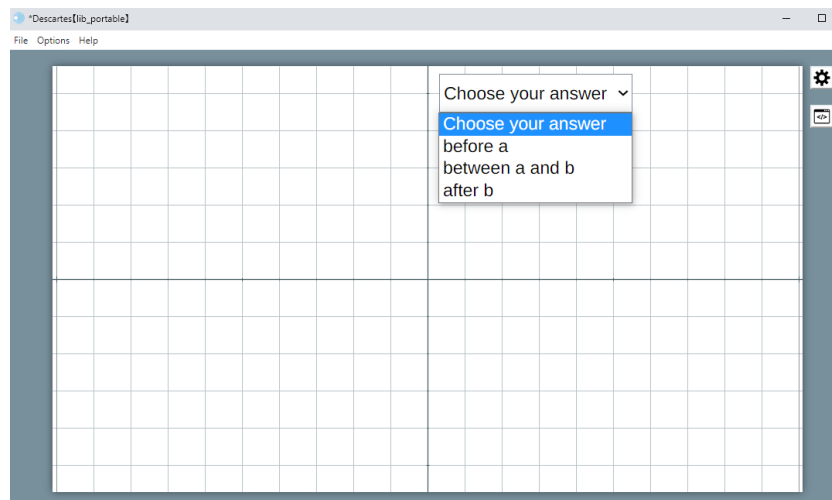 *Descartes【lib_portable】
File Options Help
Choose your answer
Choose your answer
before a
between a and b
after b